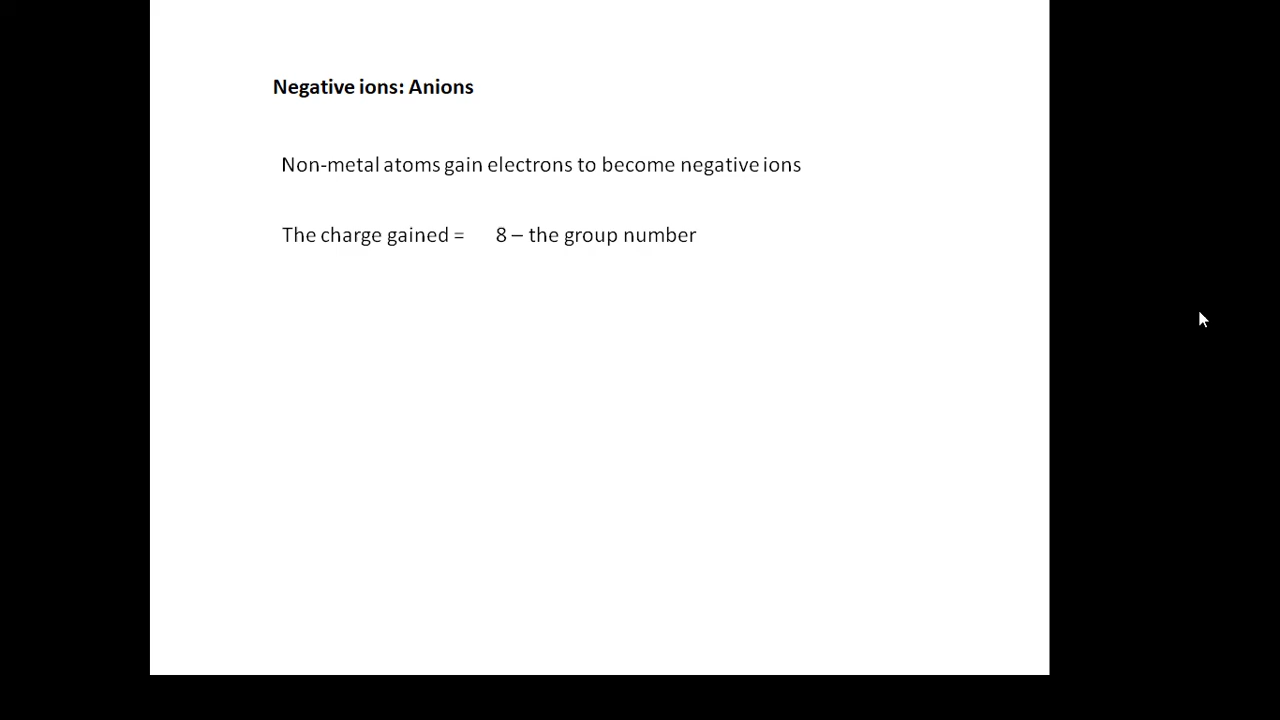 Negative ions: Anions
Non-metal atoms gain electrons to become negative ions
The charge gained = 8 – the group number